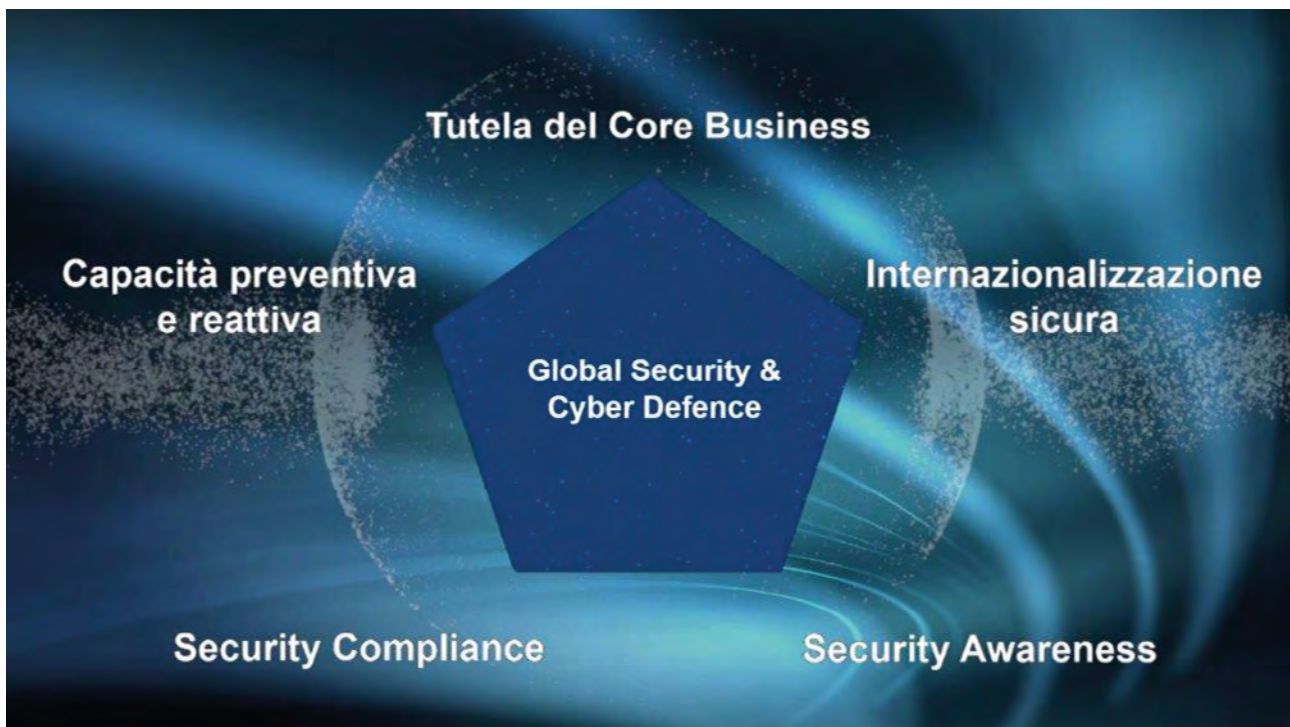 Tutela del Core Business
Capacità preventiva
e reattiva
Internazionalizzazione
sicura
Global Security &
Cyber Defence
Security Compliance
Security Awareness